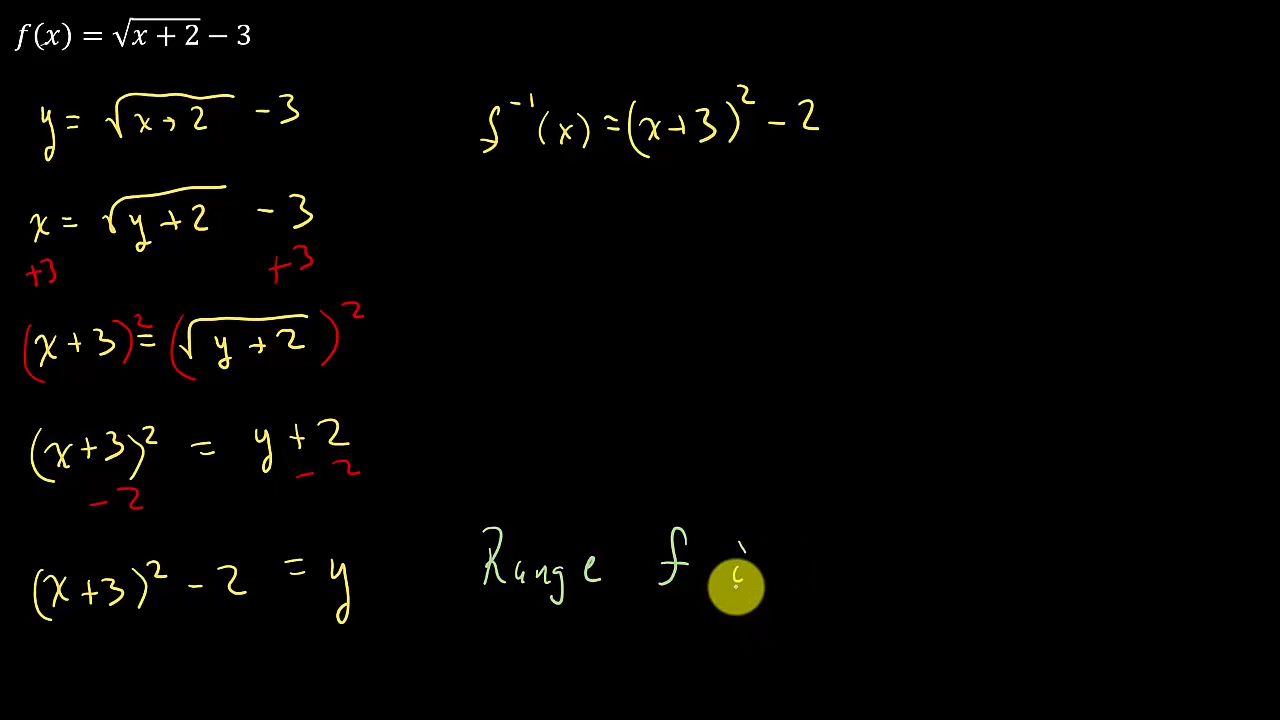 f(x) = √(x + 2) − 3
y = √(x + 2) − 3
x = √(y + 2) − 3
+3 +3
(x + 3)² = (√(y + 2))²
(x + 3)² = y + 2
− 2 − 2
(x + 3)² − 2 = y
f⁻¹(x) = (x + 3)² − 2
Range f